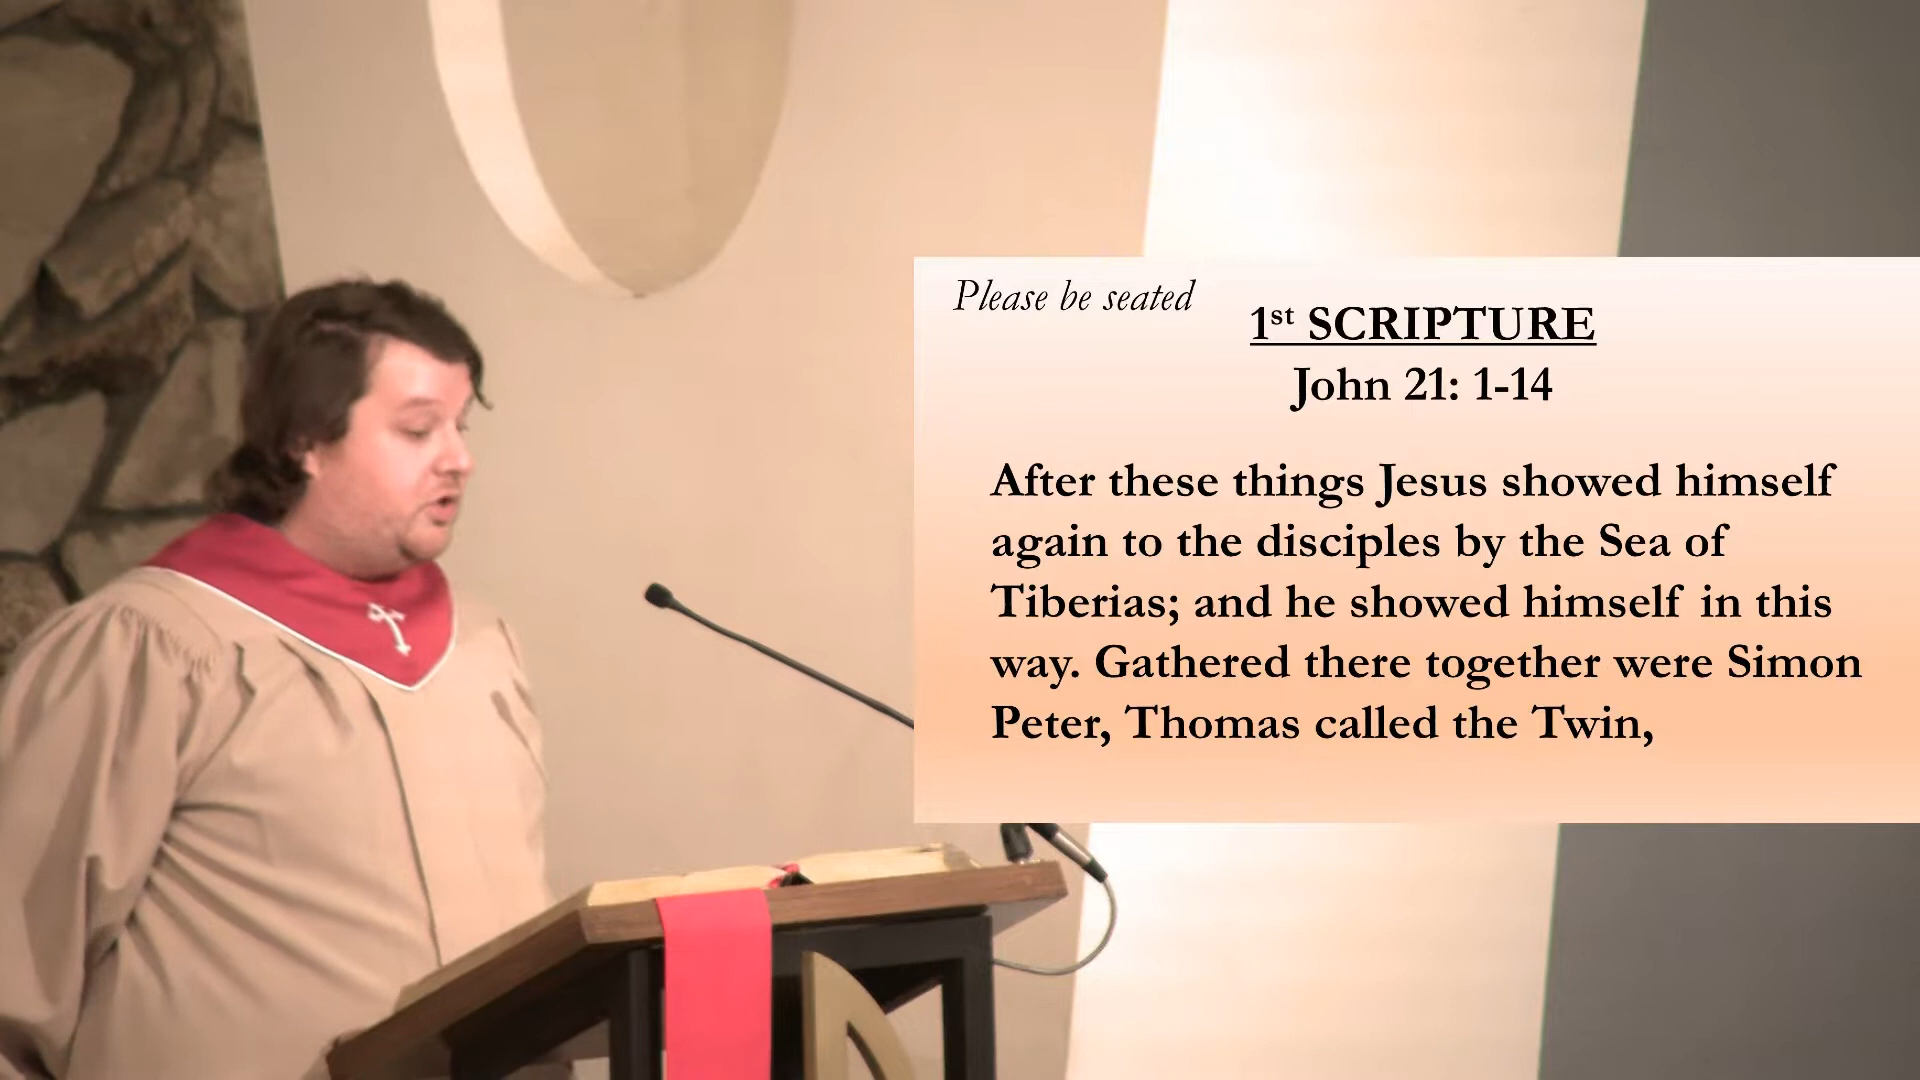 Please be seated
1st SCRIPTURE
John 21: 1-14
After these things Jesus showed himself
again to the disciples by the Sea of
Tiberias; and he showed himself in this
way. Gathered there together were Simon
Peter, Thomas called the Twin,